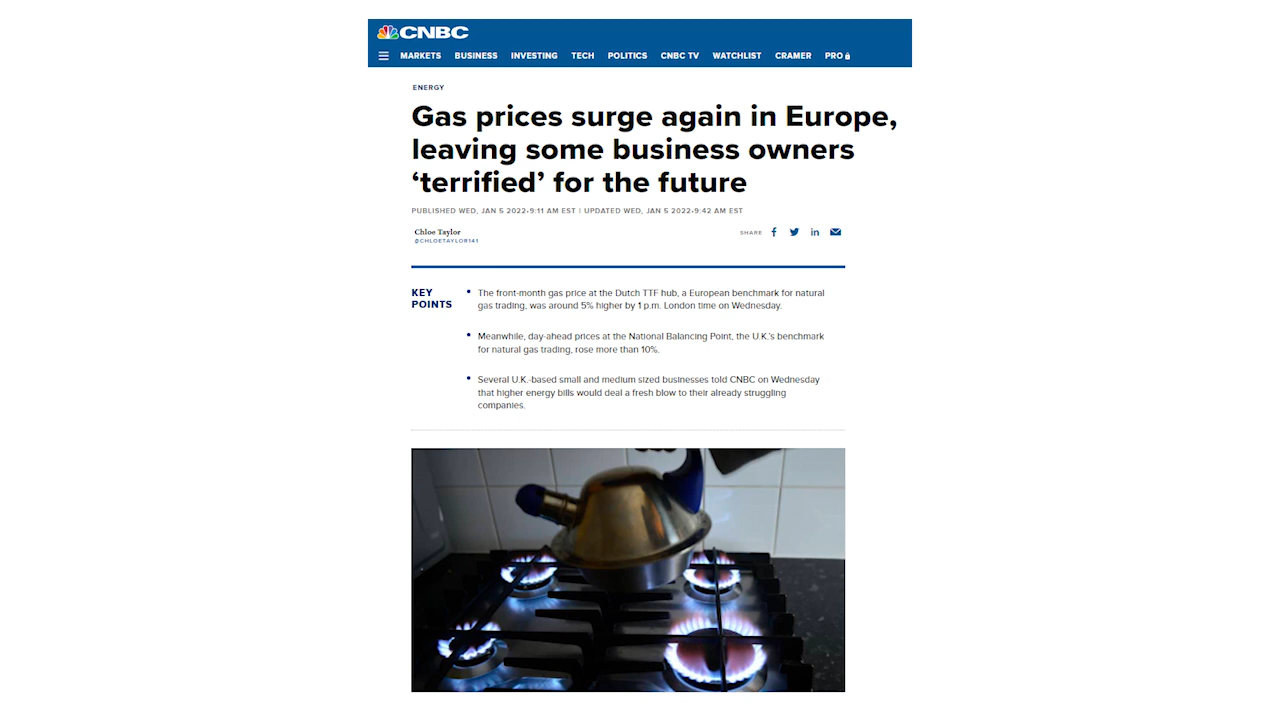 CNBC
MARKETS BUSINESS INVESTING TECH POLITICS CNBC TV WATCHLIST CRAMER PRO
ENERGY
Gas prices surge again in Europe,
leaving some business owners
‘terrified’ for the future
PUBLISHED WED, JAN 5 2022•9:11 AM EST | UPDATED WED, JAN 5 2022•9:42 AM EST
Chloe Taylor
@CHLOETAYLOR141
SHARE
KEY
POINTS
• The front-month gas price at the Dutch TTF hub, a European benchmark for natural
gas trading, was around 5% higher by 1 p.m. London time on Wednesday.
• Meanwhile, day-ahead prices at the National Balancing Point, the U.K.’s benchmark
for natural gas trading, rose more than 10%.
• Several U.K.-based small and medium sized businesses told CNBC on Wednesday
that higher energy bills would deal a fresh blow to their already struggling
companies.